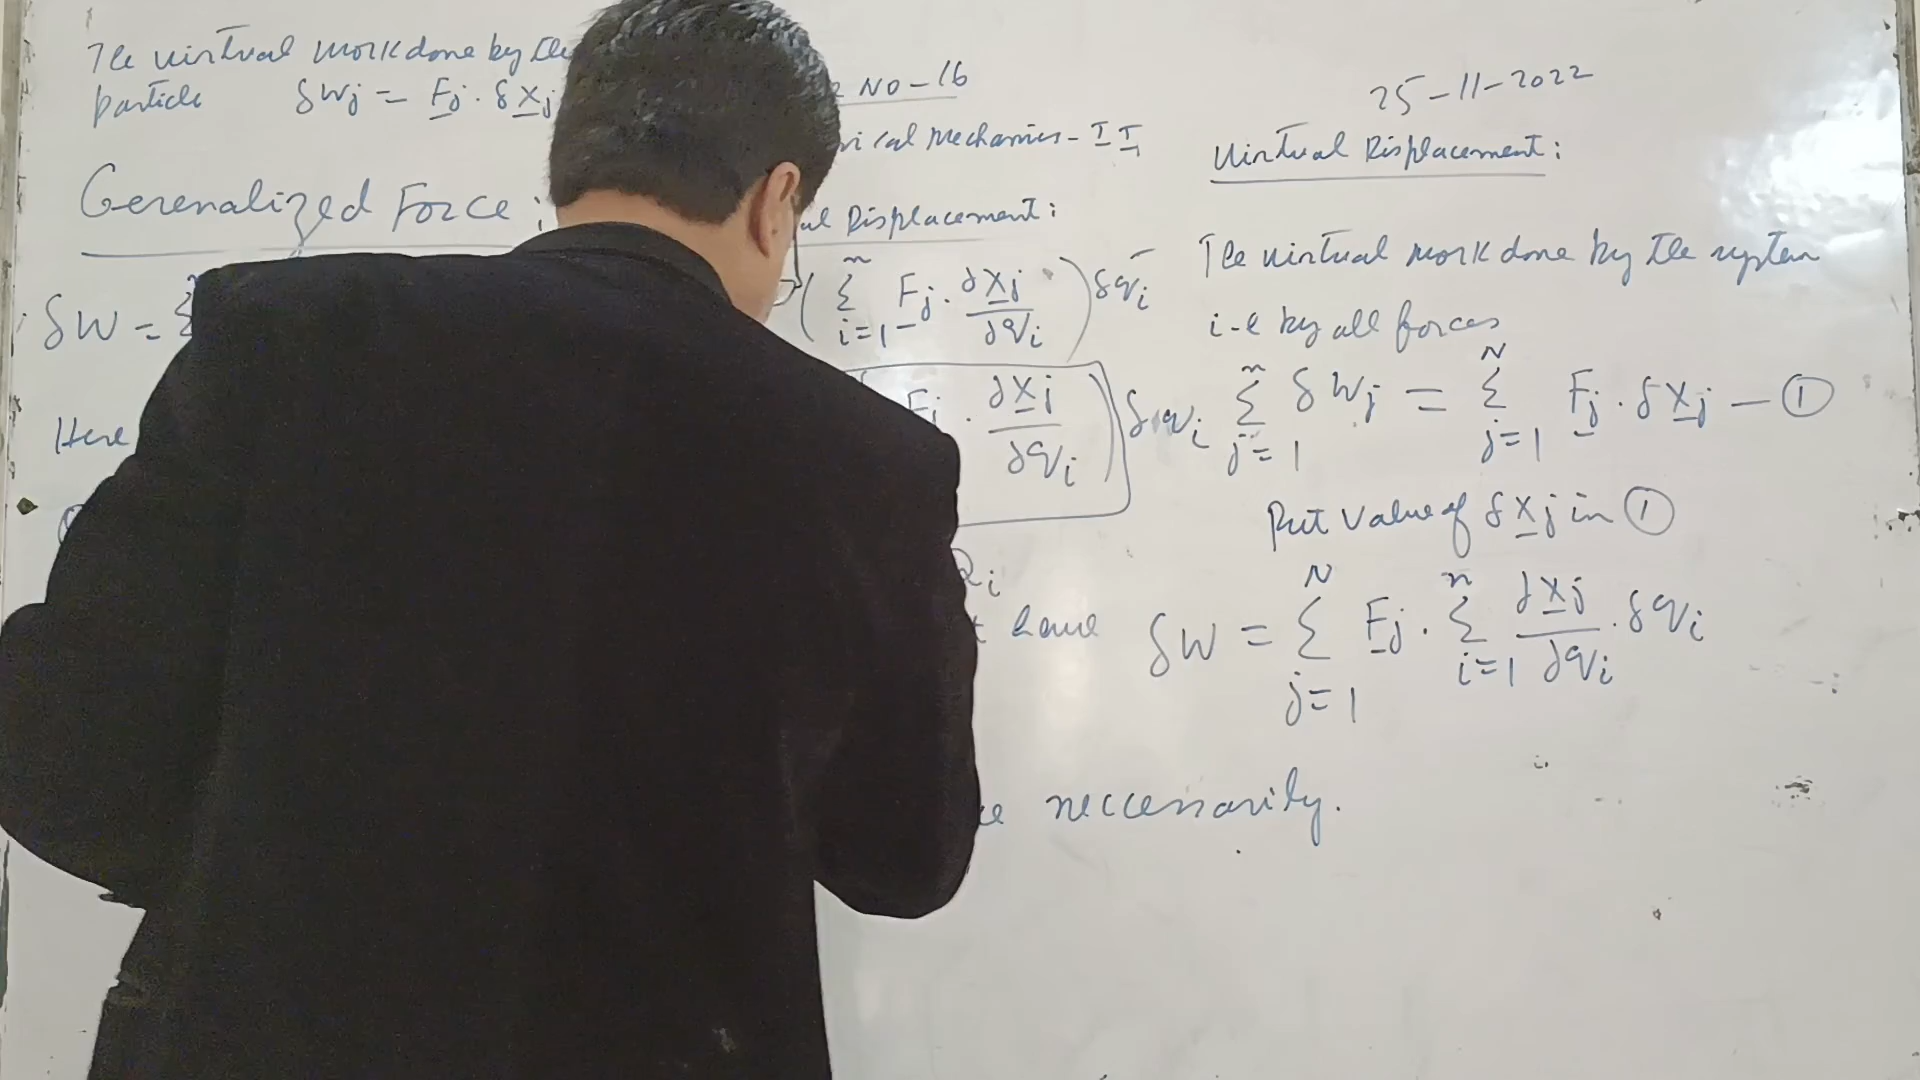 The virtual work done by the
particle δWj = Fj . δxj
Gerenalized Force :
δW = Σ
Here
No - 16
ical Mechanics - II
al Displacement :
( Σ i=1 n Fj . ∂xj/∂qi ) δqi
Fj . ∂xj/∂qi ) δqi
Qi
have
neccessarily.
25-11-2022
Virtual Displacement :
The virtual work done by the system
i-e by all forces
Σ j=1 n δWj = Σ j=1 N Fj . δxj — ①
Put Value of δxj in ①
δW = Σ j=1 N Fj . Σ i=1 n ∂xj/∂qi . δqi